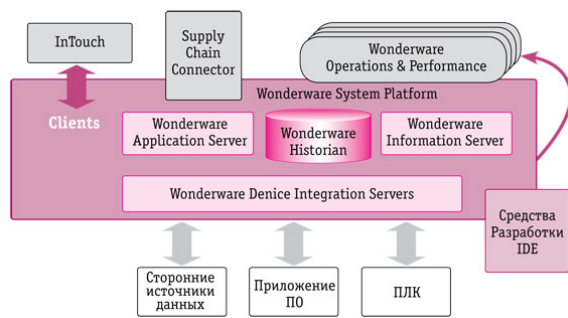 InTouch
Supply
Chain
Connector
Wonderware
Operations & Performance
Wonderware System Platform
Clients
Wonderware
Application Server
Wonderware
Historian
Wonderware
Information Server
Wonderware Denice Integration Servers
Средства
Разработки
IDE
Сторонние
источники
данных
Приложение
ПО
ПЛК